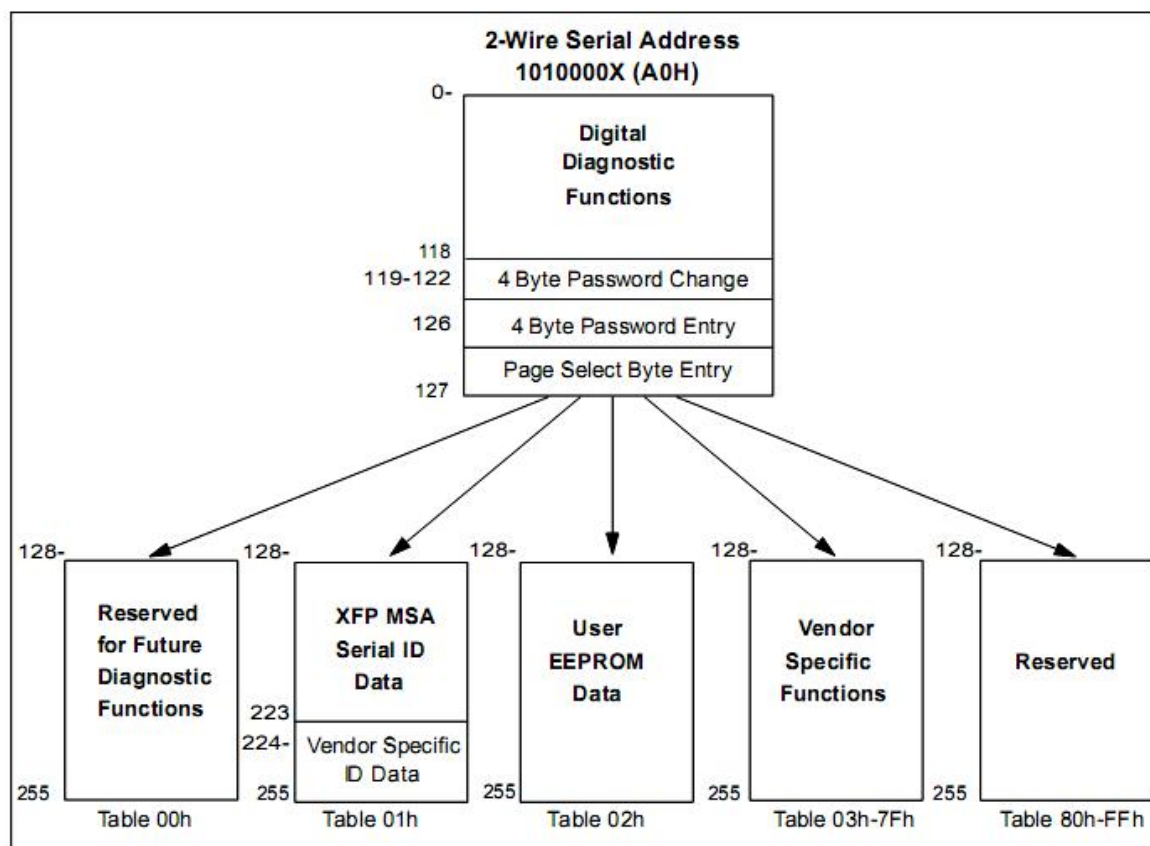 2-Wire Serial Address
1010000X (A0H)
0-
Digital
Diagnostic
Functions
118
119-122
4 Byte Password Change
126
4 Byte Password Entry
Page Select Byte Entry
127
128-
Reserved
for Future
Diagnostic
Functions
255
Table 00h
128-
XFP MSA
Serial ID
Data
223
224-
Vendor Specific
ID Data
255
Table 01h
128-
User
EEPROM
Data
255
Table 02h
128-
Vendor
Specific
Functions
255
Table 03h-7Fh
128-
Reserved
255
Table 80h-FFh